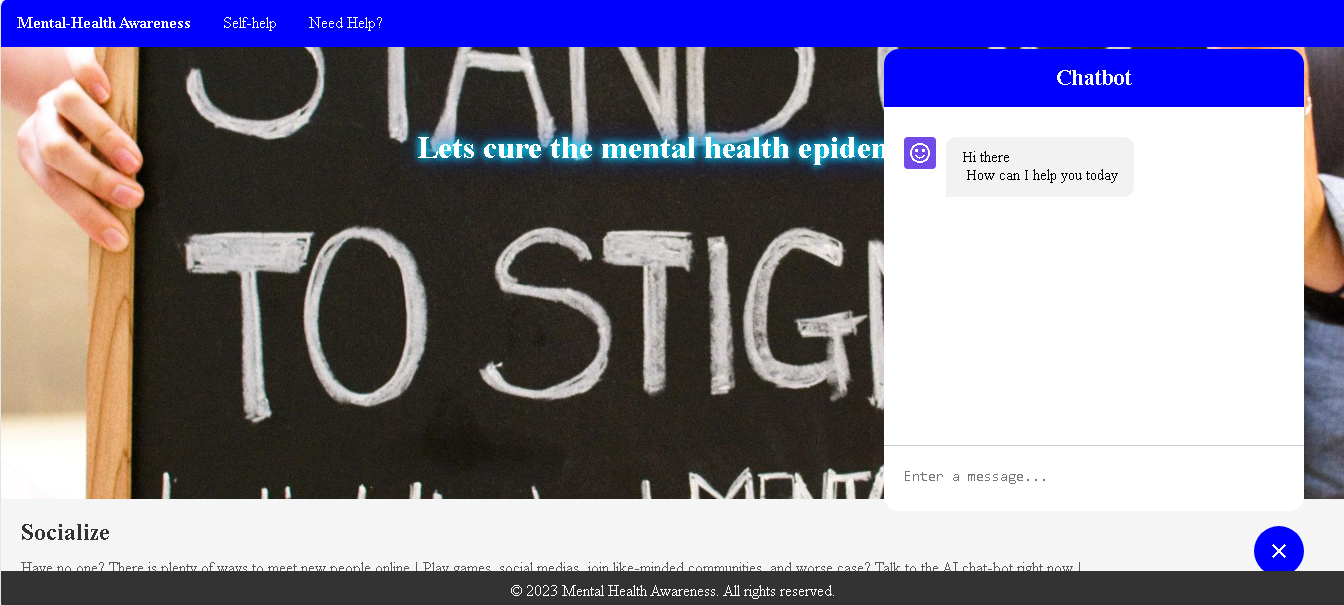 Mental-Health Awareness Self-help Need Help?
STAND
Chatbot
Lets cure the mental health epiden
Hi there
How can I help you today
TO STIG
MENTA
Enter a message...
Socialize
Have no one? There is plenty of ways to meet new people online ! Play games, social medias, join like-minded communities, and worse case? Talk to the AI chat-bot right now !
© 2023 Mental Health Awareness. All rights reserved.